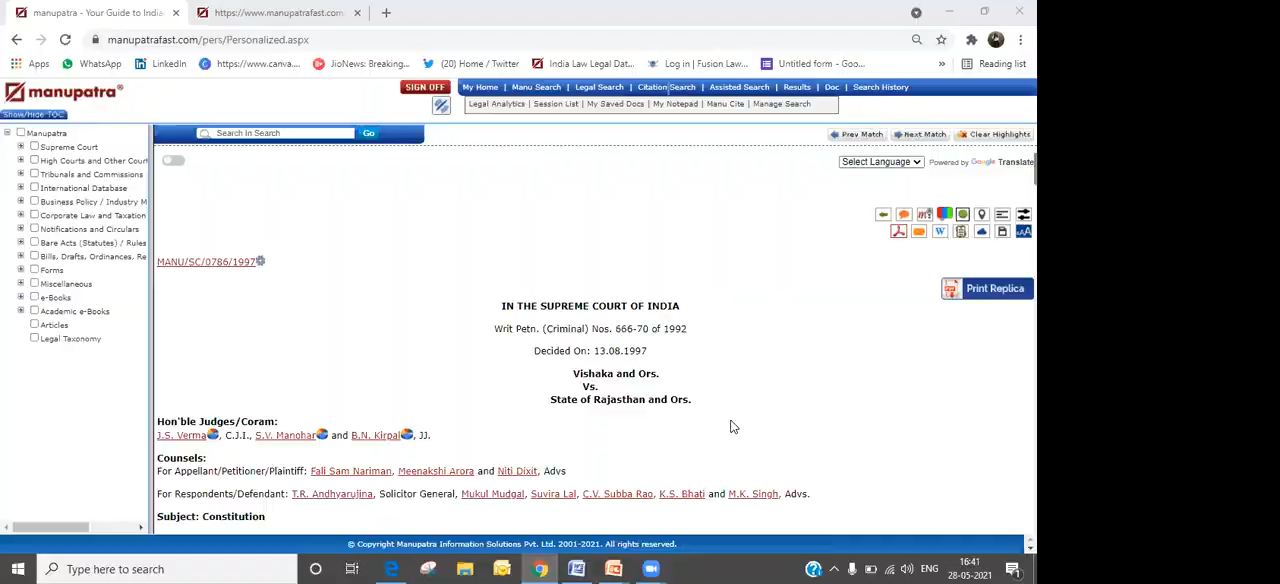 manupatra - Your Guide to India
https://www.manupatrafast.com/
manupatrafast.com/pers/Personalized.aspx
Apps
WhatsApp
LinkedIn
https://www.canva....
JioNews: Breaking...
(20) Home / Twitter
India Law Legal Dat...
Log in | Fusion Law...
Untitled form - Goo...
»
Reading list
manupatra®
SIGN OFF
My Home | Manu Search | Legal Search | Citation Search | Assisted Search | Results | Doc | Search History
Legal Analytics | Session List | My Saved Docs | My Notepad | Manu Cite | Manage Search
Show/Hide TOC
Search In Search
Go
Prev Match
Next Match
Clear Highlights
Select Language
Powered by Google Translate
Manupatra
Supreme Court
High Courts and Other Court
Tribunals and Commissions
International Database
Business Policy / Industry M
Corporate Law and Taxation
Notifications and Circulars
Bare Acts (Statutes) / Rules
Bills, Drafts, Ordinances, Re
Forms
Miscellaneous
e-Books
Academic e-Books
Articles
Legal Taxonomy
MANU/SC/0786/1997
Print Replica
IN THE SUPREME COURT OF INDIA
Writ Petn. (Criminal) Nos. 666-70 of 1992
Decided On: 13.08.1997
Vishaka and Ors.
Vs.
State of Rajasthan and Ors.
Hon'ble Judges/Coram:
J.S. Verma, C.J.I., S.V. Manohar and B.N. Kirpal, JJ.
Counsels:
For Appellant/Petitioner/Plaintiff: Fali Sam Nariman, Meenakshi Arora and Niti Dixit, Advs
For Respondents/Defendant: T.R. Andhyarujina, Solicitor General, Mukul Mudgal, Suvira Lal, C.V. Subba Rao, K.S. Bhati and M.K. Singh, Advs.
Subject: Constitution
© Copyright Manupatra Information Solutions Pvt. Ltd. 2001-2021. All rights reserved.
Type here to search
ENG
16:41
28-05-2021